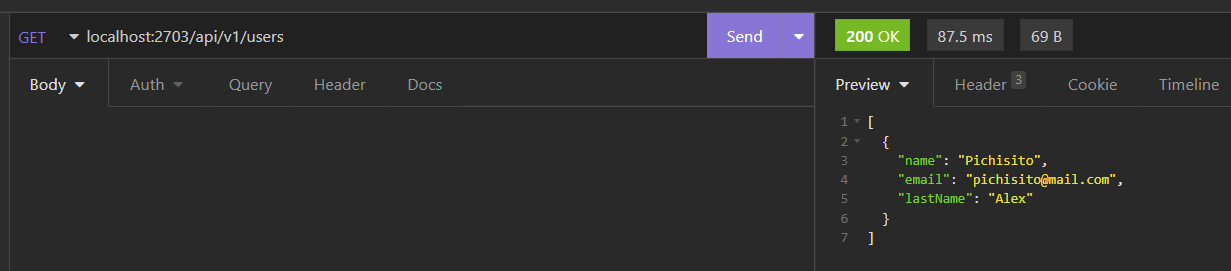 GET localhost:2703/api/v1/users Send 200 OK 87.5 ms 69 B
Body Auth Query Header Docs Preview Header 3 Cookie Timeline
1 [
2 {
3 "name": "Pichisito",
4 "email": "pichisito@mail.com",
5 "lastName": "Alex"
6 }
7 ]